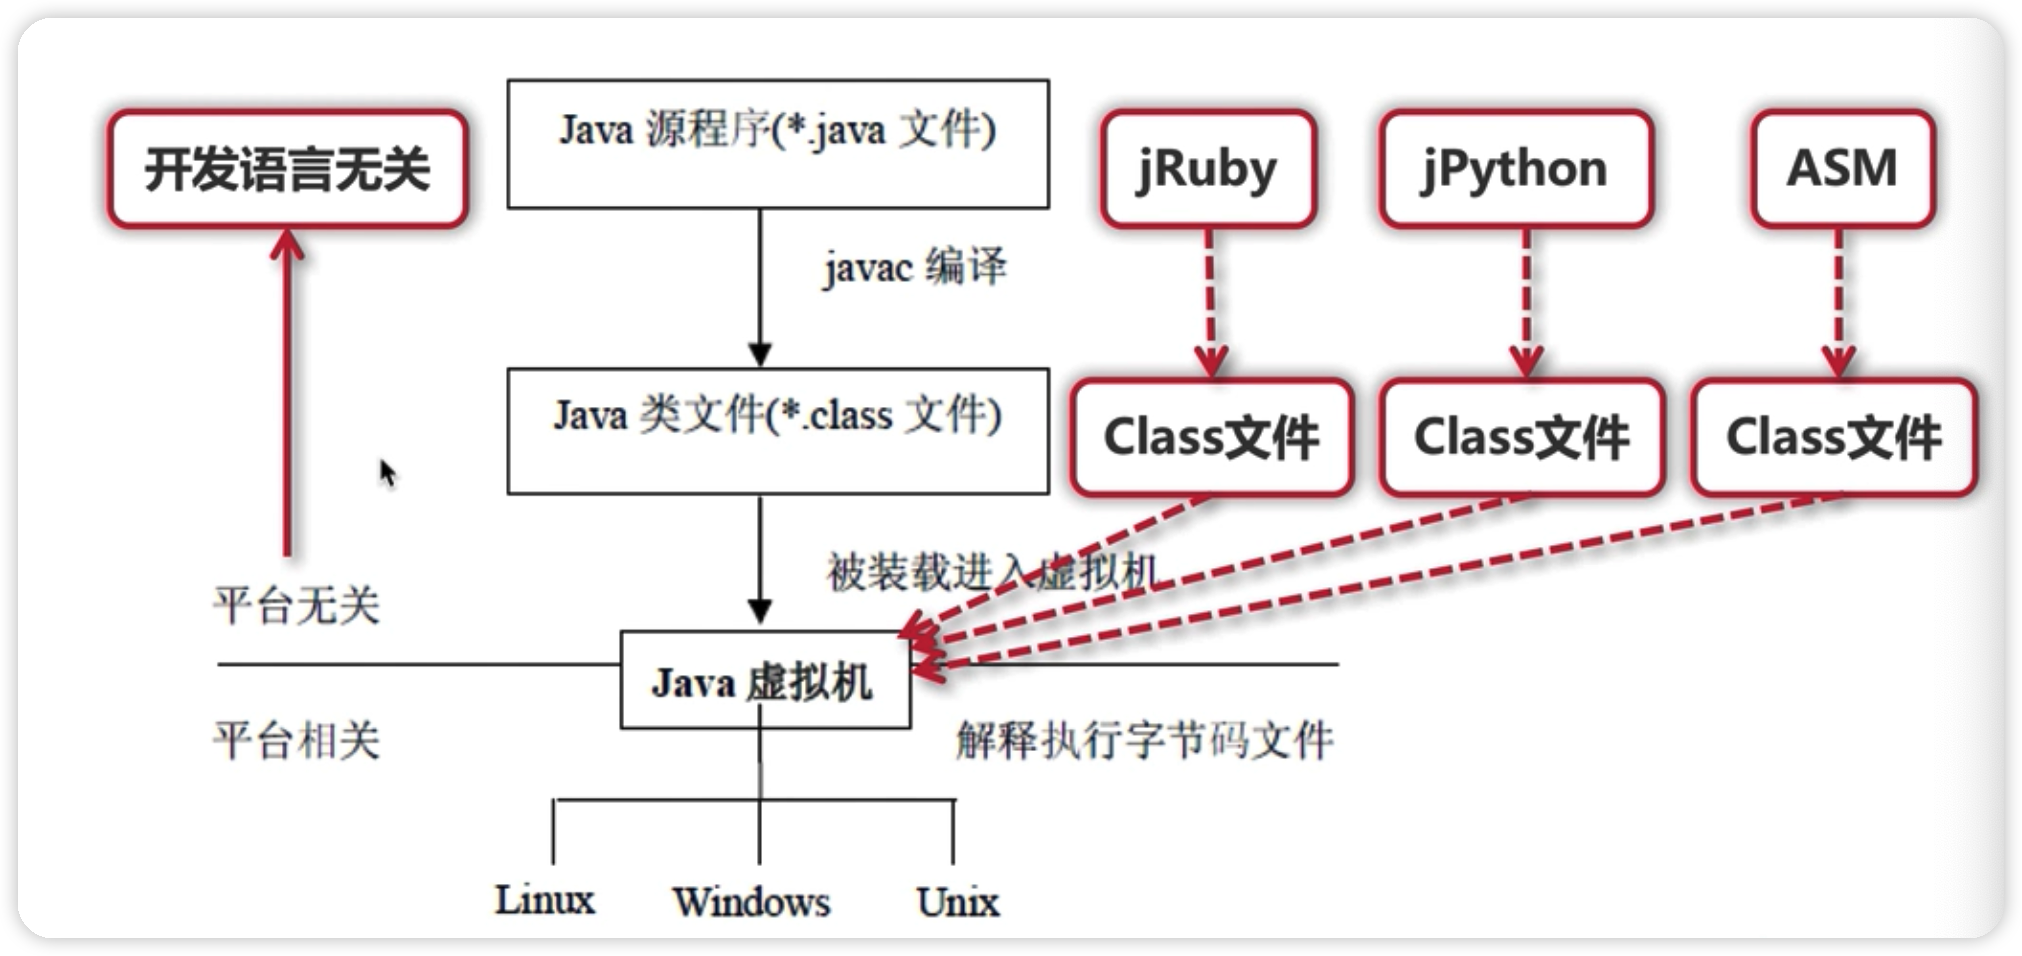 开发语言无关
Java 源程序(*.java 文件)
jRuby
jPython
ASM
javac 编译
Java 类文件(*.class 文件)
Class文件
Class文件
Class文件
被装载进入虚拟机
平台无关
Java 虚拟机
平台相关
解释执行字节码文件
Linux
Windows
Unix